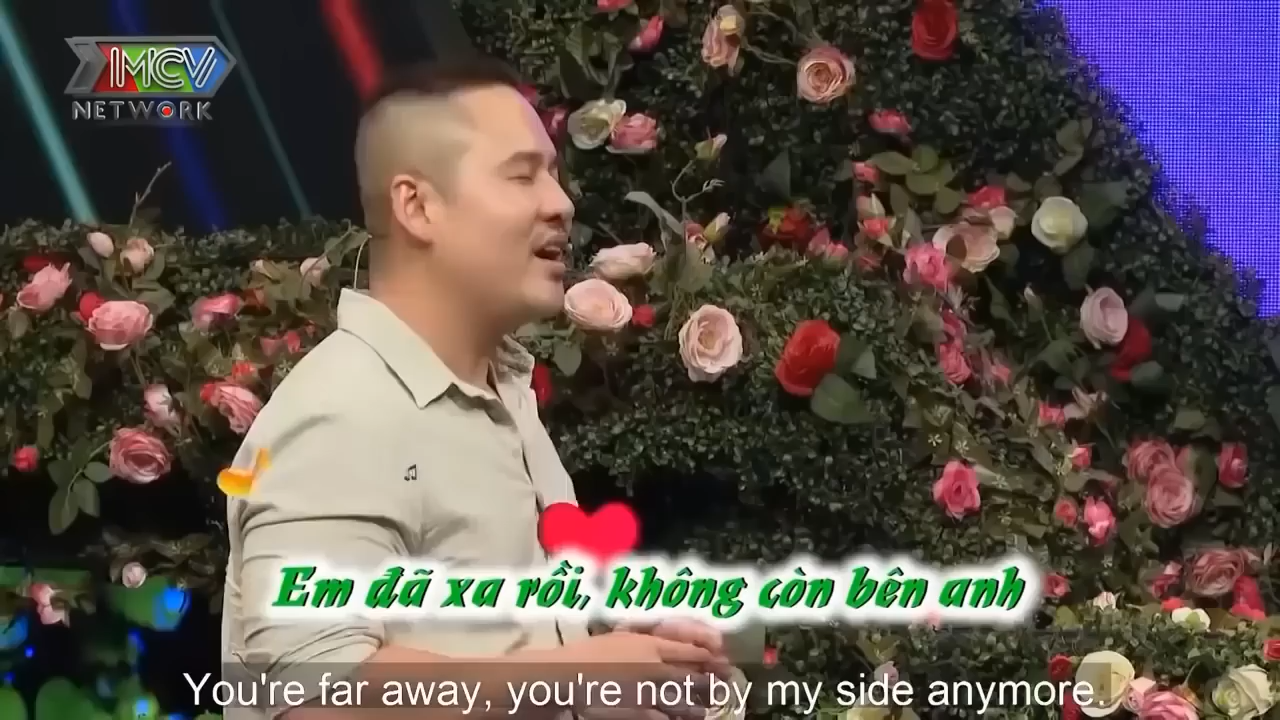 MCV
NETWORK
Em đã xa rồi, không còn bên anh
You're far away, you're not by my side anymore.